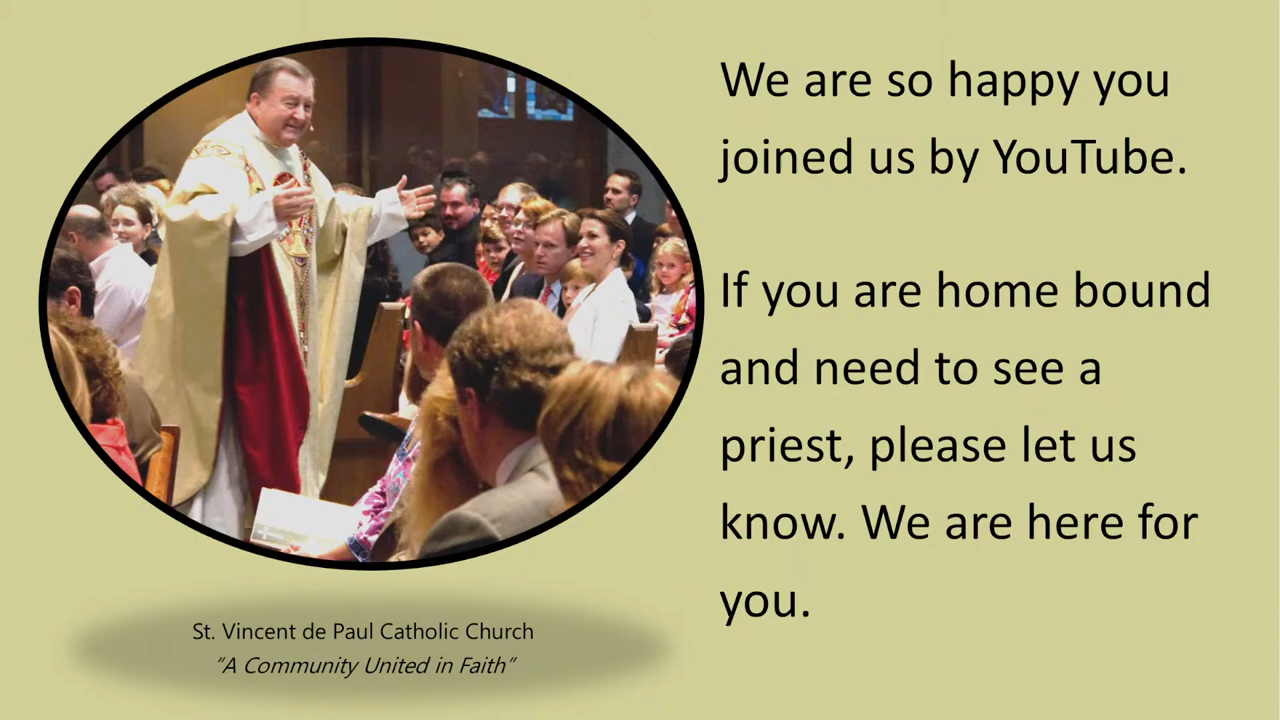 We are so happy you
joined us by YouTube.
If you are home bound
and need to see a
priest, please let us
know. We are here for
you.
St. Vincent de Paul Catholic Church
“A Community United in Faith”